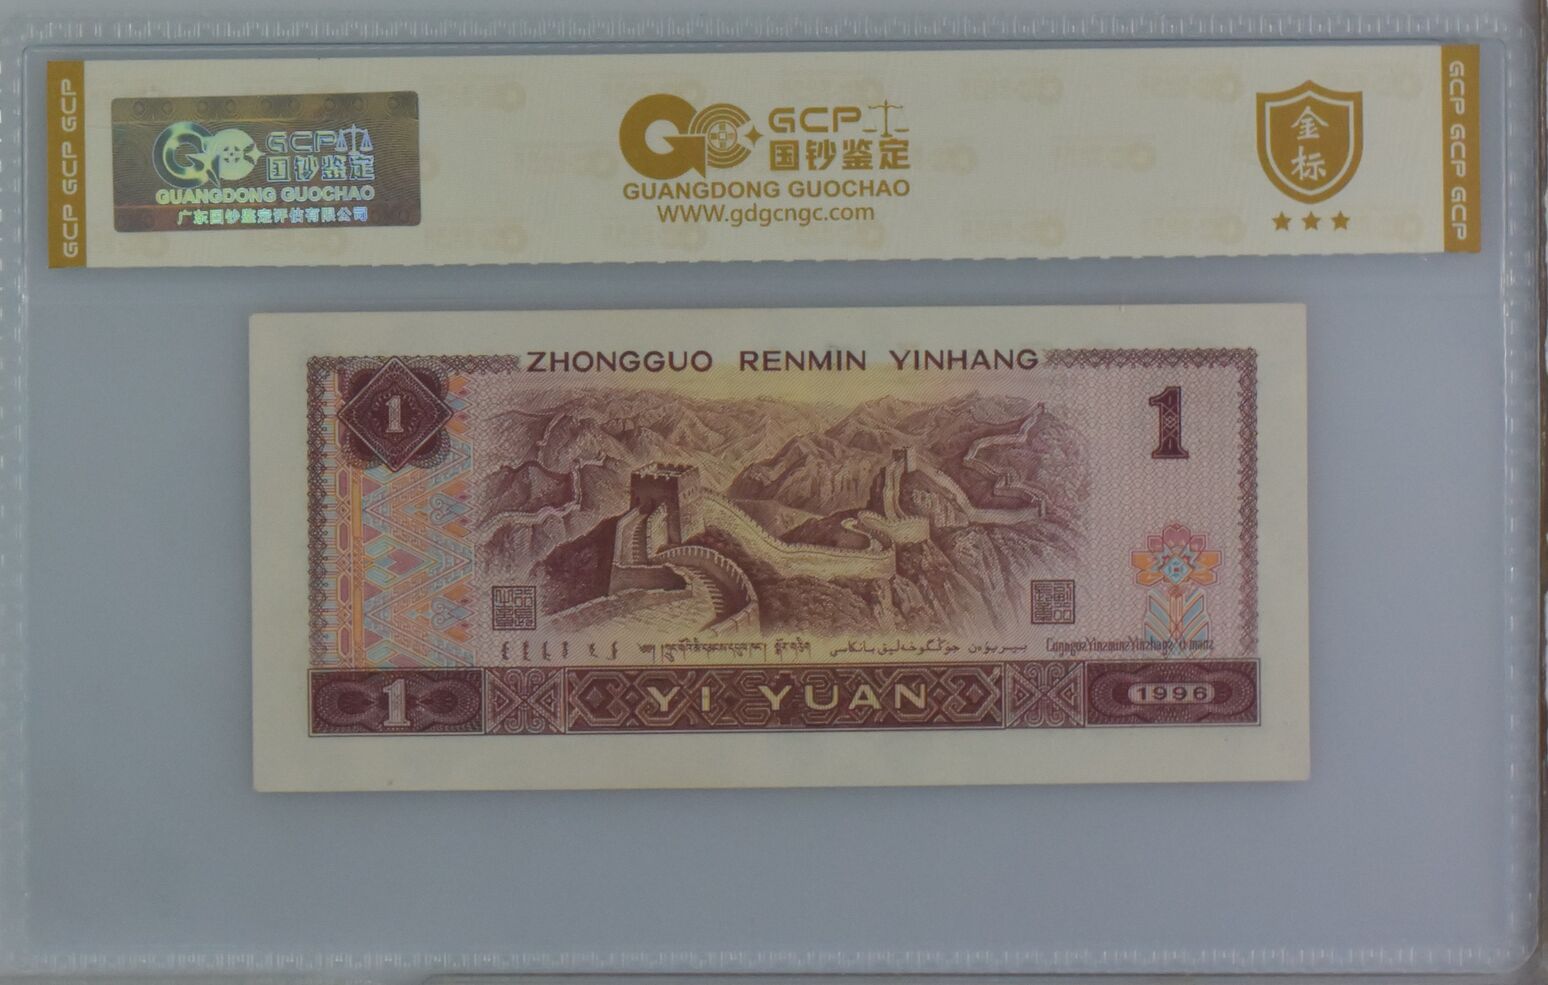 GCP GCP GCP
GCP
国钞鉴定
GUANGDONG GUOCHAO
广东国钞鉴定评估有限公司
GCP
国钞鉴定
GUANGDONG GUOCHAO
WWW.gdgcngc.com
金
标
GCP GCP GCP
ZHONGGUO RENMIN YINHANG
1
1
1
YI YUAN
1996